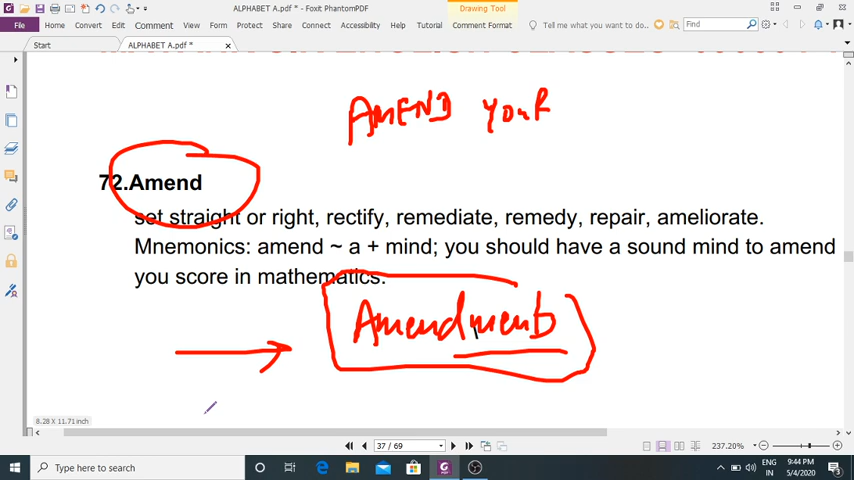 ALPHABET A.pdf * - Foxit PhantomPDF
Drawing Tool
File Home Convert Edit Comment View Form Protect Share Connect Accessibility Help Tutorial Comment Format Tell me what you want to do.. Find
Start ALPHABET A.pdf *
AMEND YOUR
72.Amend
set straight or right, rectify, remediate, remedy, repair, ameliorate.
Mnemonics: amend ~ a + mind; you should have a sound mind to amend
you score in mathematics.
Amendment
8.28 X 11.71 inch
37 / 69
237.20%
Type here to search
ENG
IN
9:44 PM
5/4/2020
3